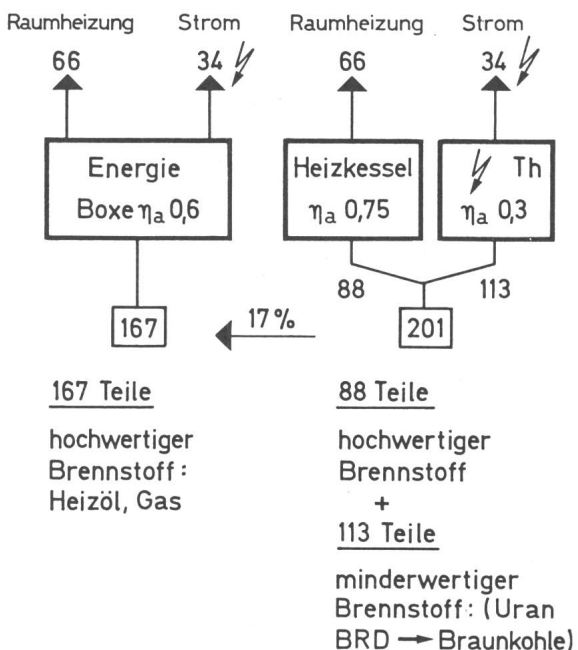 Raumheizung Strom
66 34
Energie
Boxe ηa 0,6
167
17%
167 Teile
hochwertiger
Brennstoff:
Heizöl, Gas
Raumheizung Strom
66 34
Heizkessel
ηa 0,75
Th
ηa 0,3
88 113
201
88 Teile
hochwertiger
Brennstoff
+
113 Teile
minderwertiger
Brennstoff: (Uran
BRD → Braunkohle)